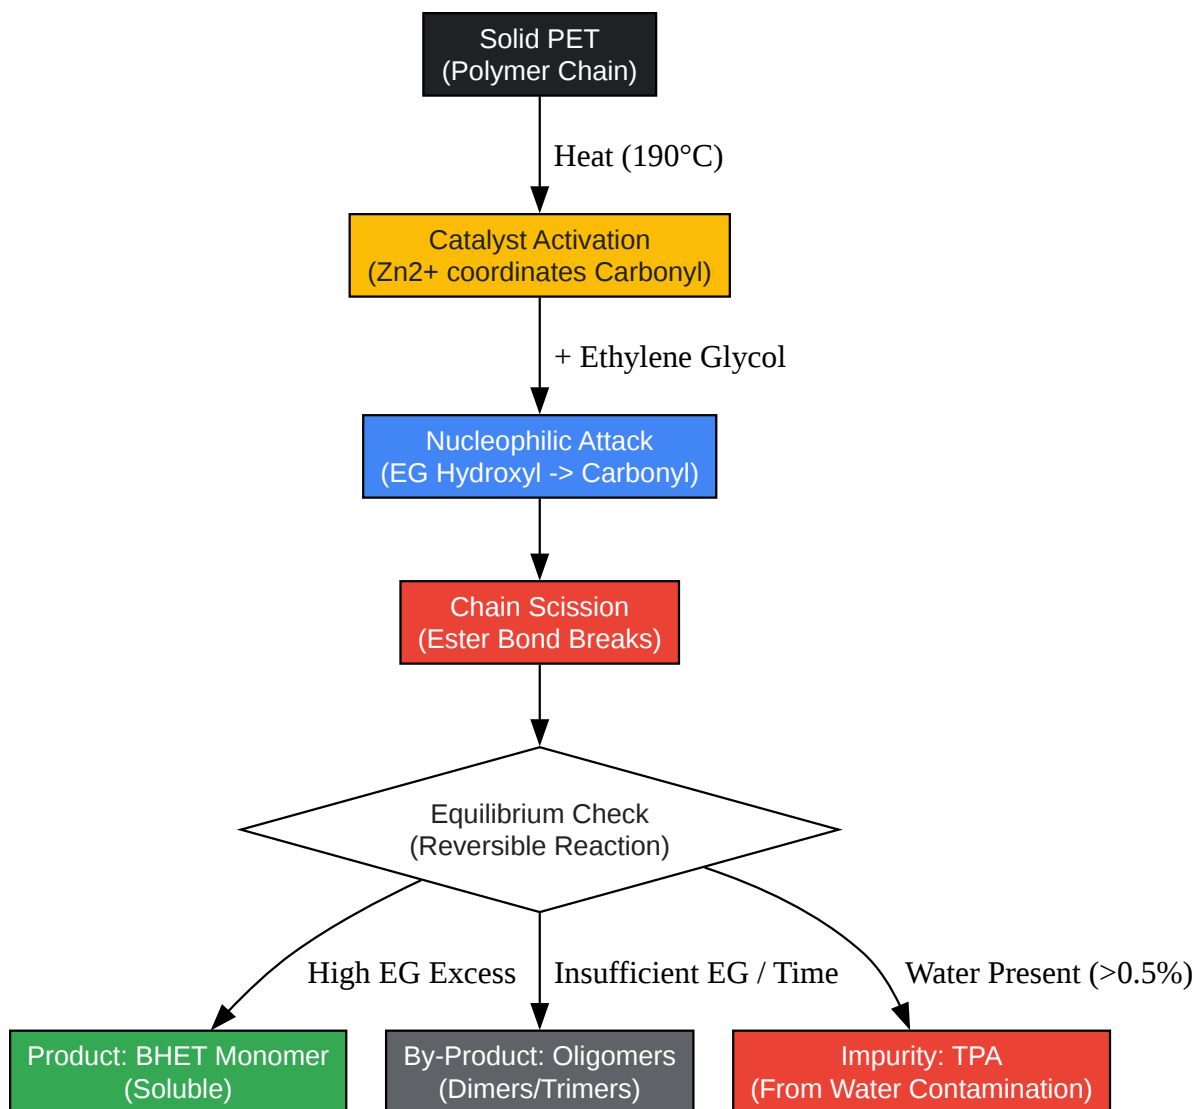 Solid PET
(Polymer Chain)
Heat (190°C)
Catalyst Activation
(Zn2+ coordinates Carbonyl)
+ Ethylene Glycol
Nucleophilic Attack
(EG Hydroxyl -> Carbonyl)
Chain Scission
(Ester Bond Breaks)
Equilibrium Check
(Reversible Reaction)
High EG Excess
Insufficient EG / Time
Water Present (>0.5%)
Product: BHET Monomer
(Soluble)
By-Product: Oligomers
(Dimers/Trimers)
Impurity: TPA
(From Water Contamination)